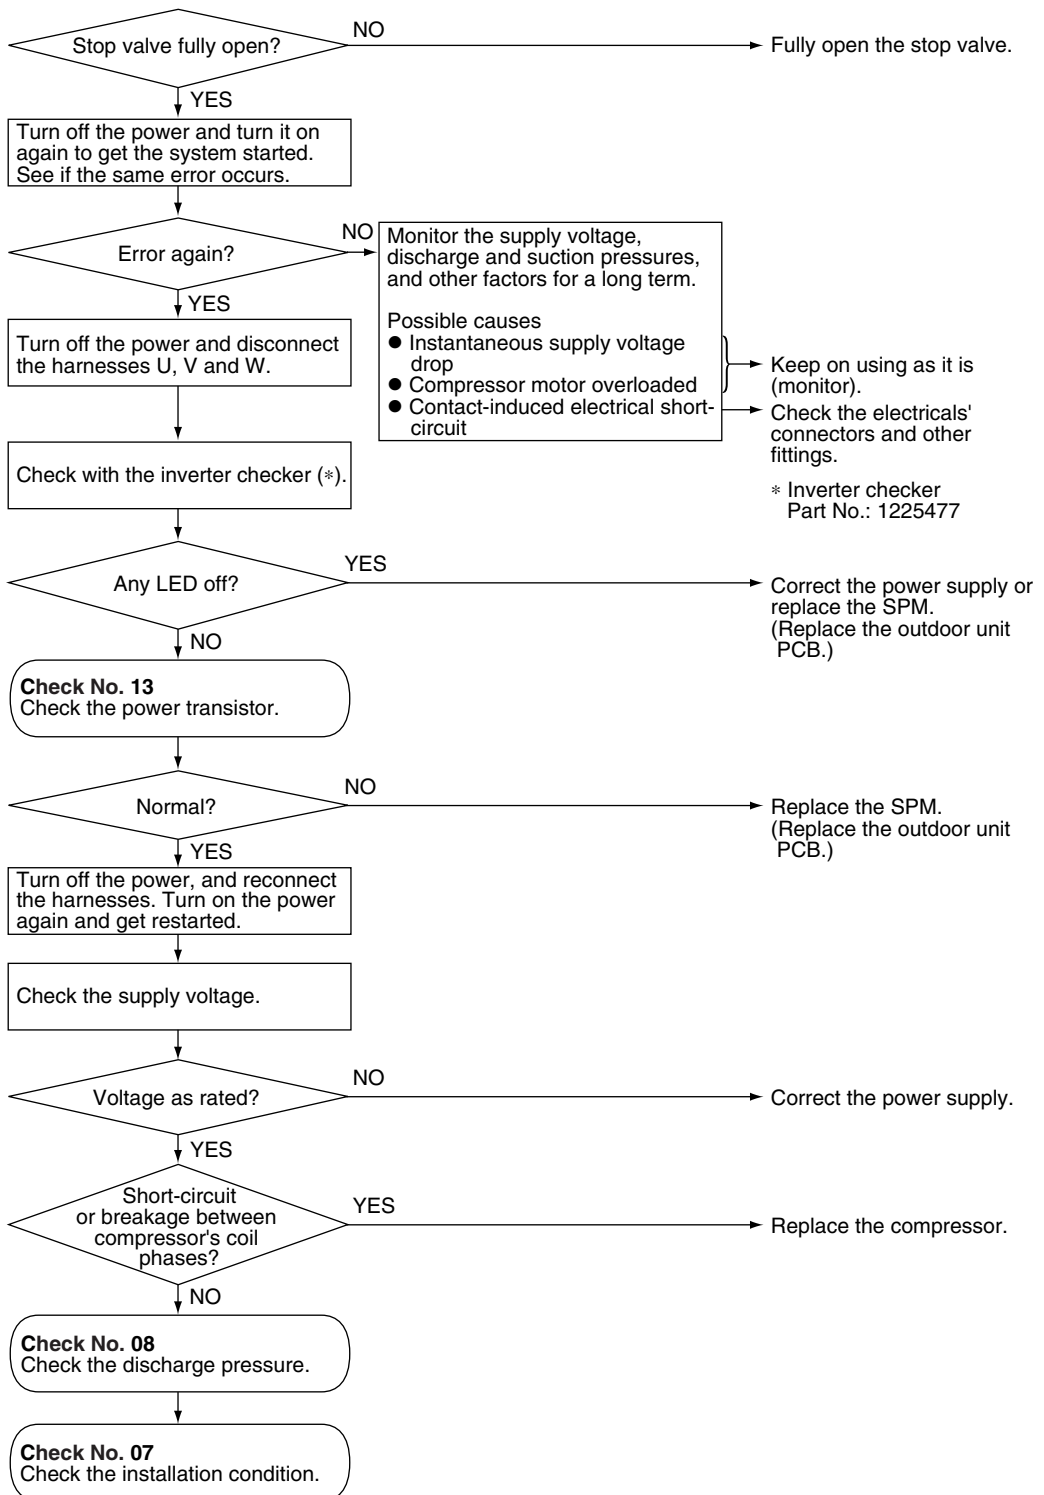 Stop valve fully open?
NO
Fully open the stop valve.
YES
Turn off the power and turn it on
again to get the system started.
See if the same error occurs.
Error again?
NO
Monitor the supply voltage,
discharge and suction pressures,
and other factors for a long term.
Possible causes
● Instantaneous supply voltage
drop
● Compressor motor overloaded
● Contact-induced electrical short-
circuit
Keep on using as it is
(monitor).
Check the electricals'
connectors and other
fittings.
* Inverter checker
Part No.: 1225477
YES
Turn off the power and disconnect
the harnesses U, V and W.
Check with the inverter checker (*).
Any LED off?
YES
Correct the power supply or
replace the SPM.
(Replace the outdoor unit
PCB.)
NO
Check No. 13
Check the power transistor.
Normal?
NO
Replace the SPM.
(Replace the outdoor unit
PCB.)
YES
Turn off the power, and reconnect
the harnesses. Turn on the power
again and get restarted.
Check the supply voltage.
Voltage as rated?
NO
Correct the power supply.
YES
Short-circuit
or breakage between
compressor's coil
phases?
YES
Replace the compressor.
NO
Check No. 08
Check the discharge pressure.
Check No. 07
Check the installation condition.